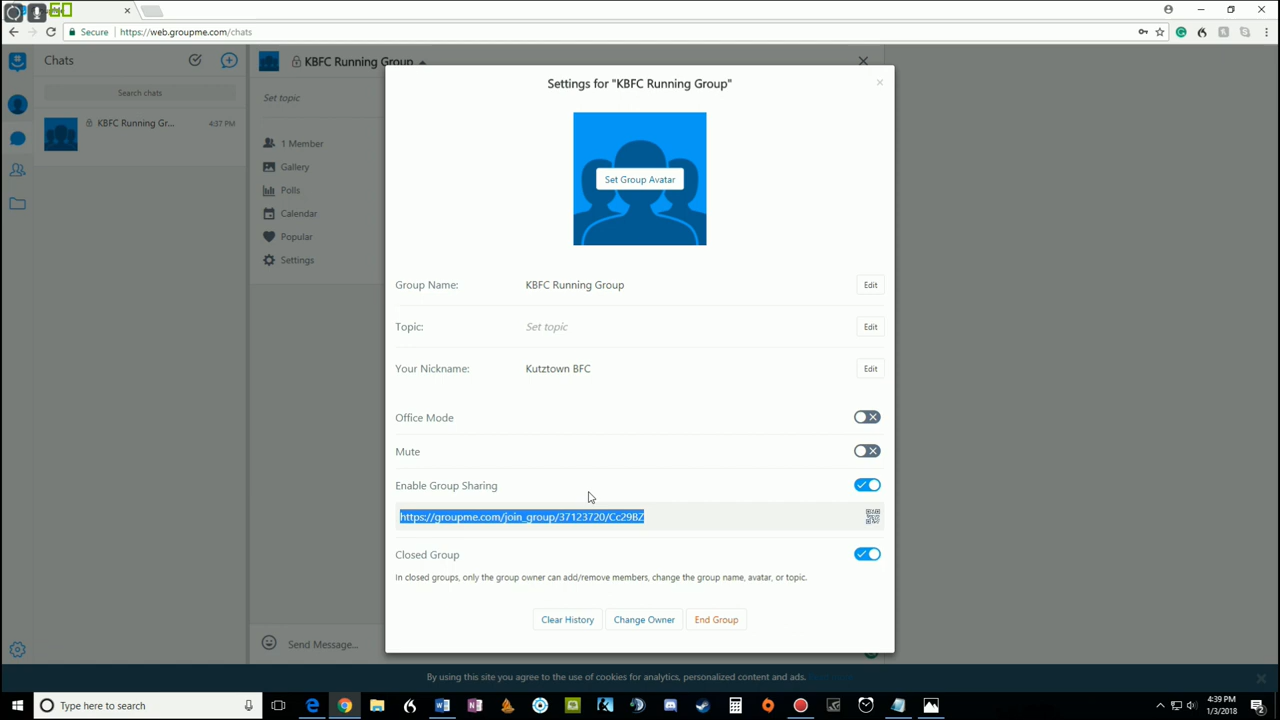 60
Secure
https://web.groupme.com/chats
Chats
Search chats
KBFC Running Gr...
4:37 PM
KBFC Running Group
Set topic
1 Member
Gallery
Polls
Calendar
Popular
Settings
Send Message...
Settings for "KBFC Running Group"
Set Group Avatar
Group Name:
KBFC Running Group
Edit
Topic:
Set topic
Edit
Your Nickname:
Kutztown BFC
Edit
Office Mode
Mute
Enable Group Sharing
https://groupme.com/join_group/37123720/Cc29BZ
Closed Group
In closed groups, only the group owner can add/remove members, change the group name, avatar, or topic.
Clear History
Change Owner
End Group
By using this site you agree to the use of cookies for analytics, personalized content and ads.
Type here to search
4:39 PM
1/3/2018
2